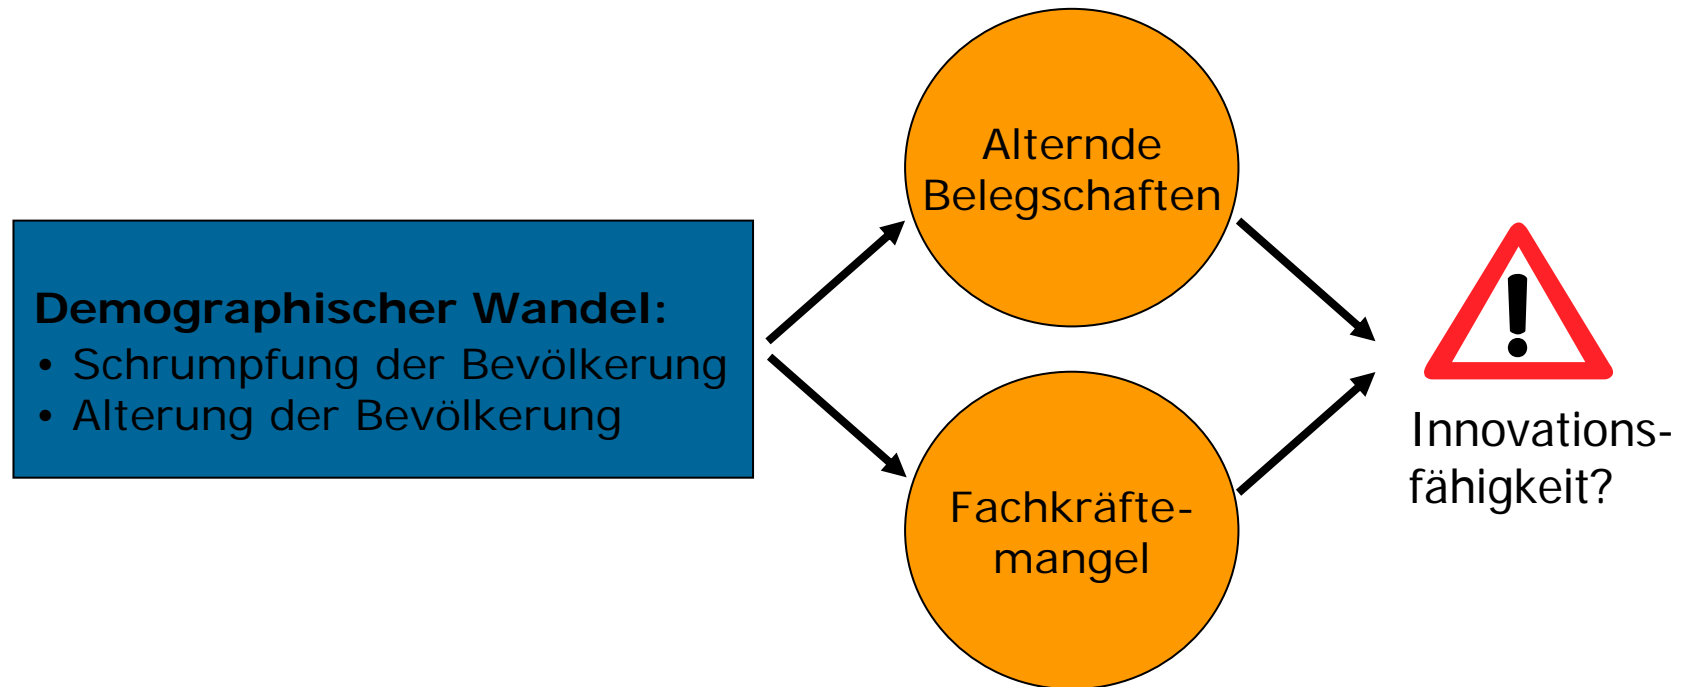 Demographischer Wandel:
• Schrumpfung der Bevölkerung
• Alterung der Bevölkerung
Alternde
Belegschaften
Fachkräfte-
mangel
Innovations-
fähigkeit?